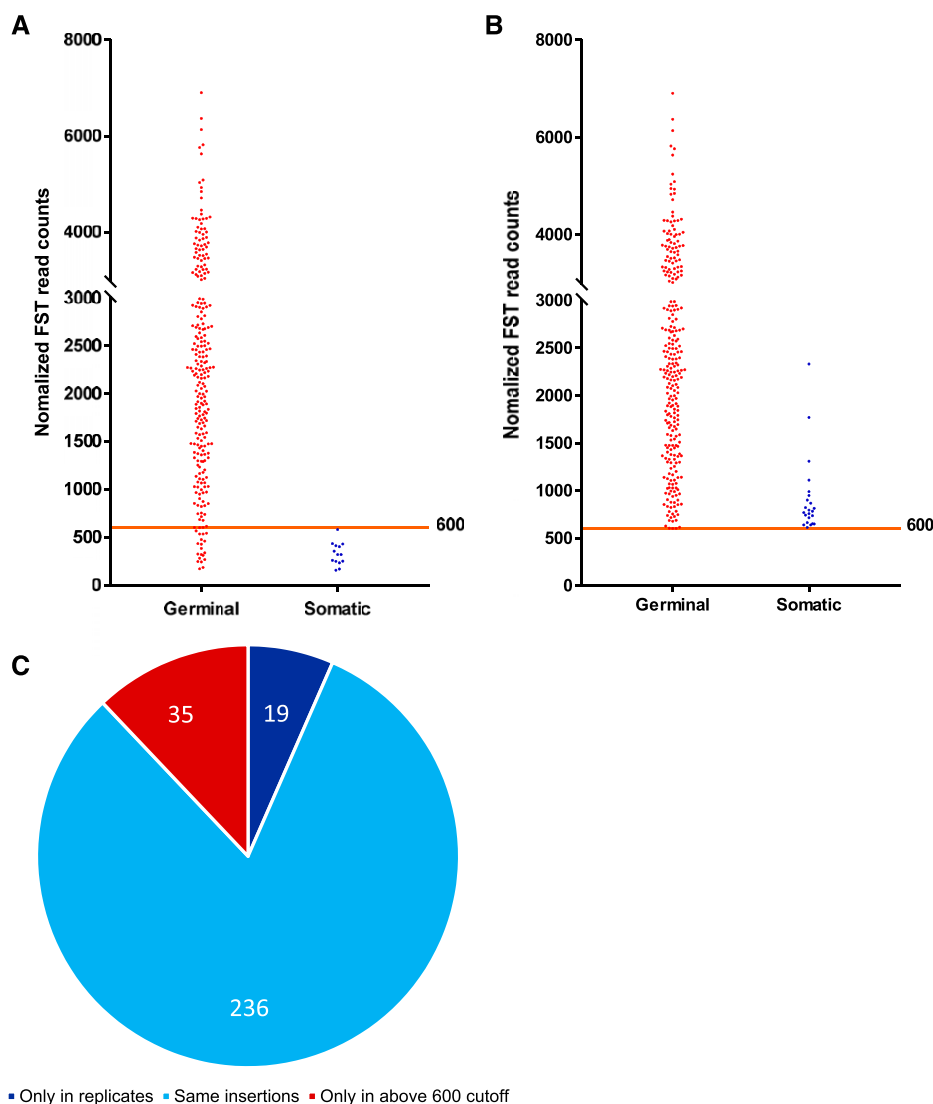 A
8000
6000
4000
3000
2500
2000
1500
1000
500
0
Nomalized FST read counts
600
Germinal
Somatic
B
8000
6000
4000
3000
2500
2000
1500
1000
500
0
Nomalized FST read counts
600
Germinal
Somatic
C
35
19
236
Only in replicates Same insertions Only in above 600 cutoff